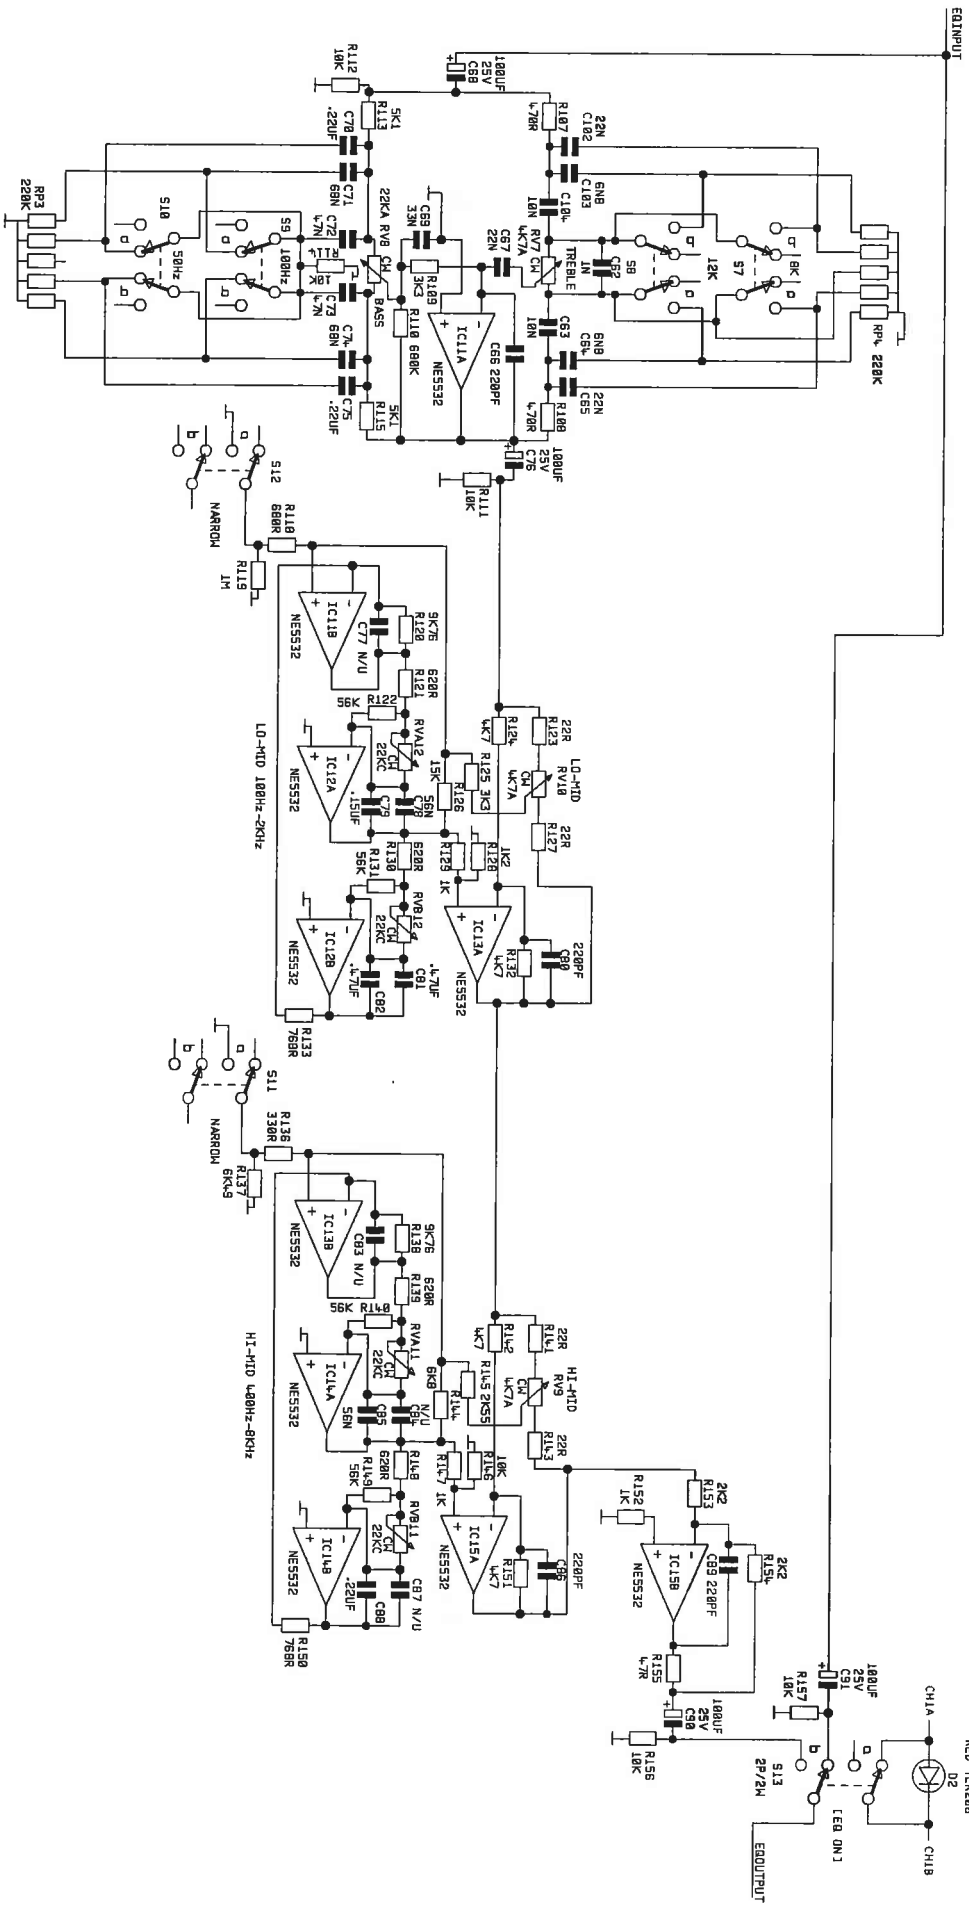 EQINPUT
100UF
25V
C68
R112
10K
5K1
R113
C70
.22UF
C71
68N
22KA RV8
CW
BASS
C72
47N
R114
10K
C73
47N
C74
68N
C75
.22UF
5K1
R115
RP3
220K
S10
a
b
50Hz
S9
a
b
100Hz
R107
470R
22N
C102
6N8
C103
C104
10N
RV7
4K7A
CW
TREBLE
C67
22N
C69
33N
R169
3K3
R110 680K
IC11A
NE5532
C66 220PF
C62
1N
S8
12K
a
b
S7
8K
a
b
RP4 220K
C63
10N
6N8
C64
22N
C65
R108
470R
100UF
25V
C76
R111
10K
S12
a
b
NARROW
R118
680R
R119
1M
IC11B
NE5532
C77 N/U
9K76
R120
620R
R121
56K R122
RVA12
22KC
CW
IC12A
NE5532
C79
.15UF
C78
56N
15K
R126
R125 3K3
R124
4K7
22R
R123
LO-MID
RV10
4K7A
CW
22R
R127
1K2
R128
R129 1K
620R
R130
R131
56K
RVB12
22KC
CW
IC12B
NE5532
C82
.47UF
C81
.47UF
R133
768R
IC13A
NE5532
R132
4K7
220PF
C80
LO-MID 100Hz-2KHz
S11
a
b
NARROW
R136
330R
R137
6K49
IC13B
NE5532
C83 N/U
9K76
R138
620R
R139
56K R140
RVA11
22KC
CW
IC14A
NE5532
C85
56N
C84
N/U
6K8
R144
R145 2K55
R142
4K7
22R
R141
HI-MID
RV9
4K7A
CW
22R
R143
10K
R146
R147 1K
R148
620R
R149
56K
RVB11
22KC
CW
IC14B
NE5532
C88
.22UF
C87 N/U
R150
768R
IC15A
NE5532
R151
4K7
220PF
C86
HI-MID 400Hz-8KHz
2K2
R153
R152
1K
IC15B
NE5532
C89 220PF
2K2
R154
R155
47R
100UF
25V
C90
R156
10K
100UF
25V
C91
R157
10K
S13
2P/2W
a
b
[EQ ON]
CH1A
D2
CH1B
EQOUTPUT